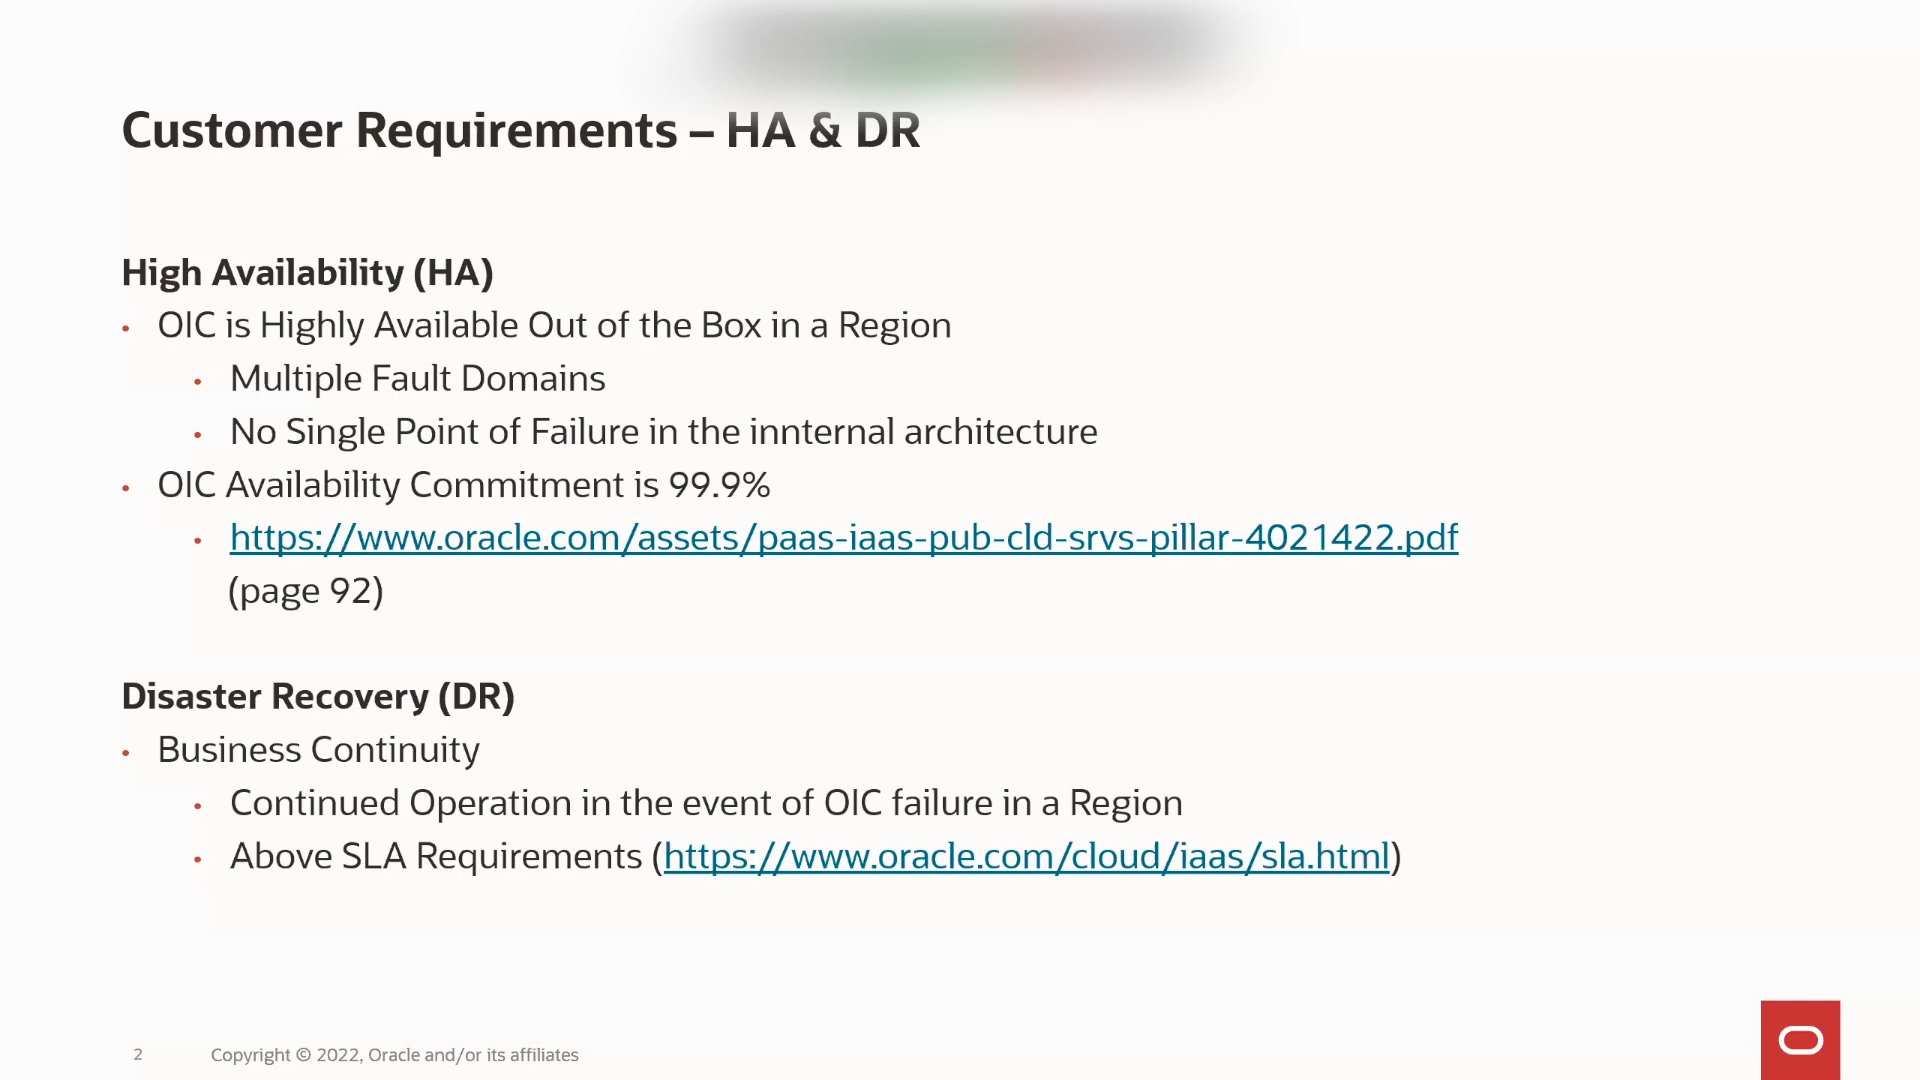 Customer Requirements – HA & DR
High Availability (HA)
• OIC is Highly Available Out of the Box in a Region
• Multiple Fault Domains
• No Single Point of Failure in the innternal architecture
• OIC Availability Commitment is 99.9%
• https://www.oracle.com/assets/paas-iaas-pub-cld-srvs-pillar-4021422.pdf
(page 92)
Disaster Recovery (DR)
• Business Continuity
• Continued Operation in the event of OIC failure in a Region
• Above SLA Requirements (https://www.oracle.com/cloud/iaas/sla.html)
2 Copyright © 2022, Oracle and/or its affiliates